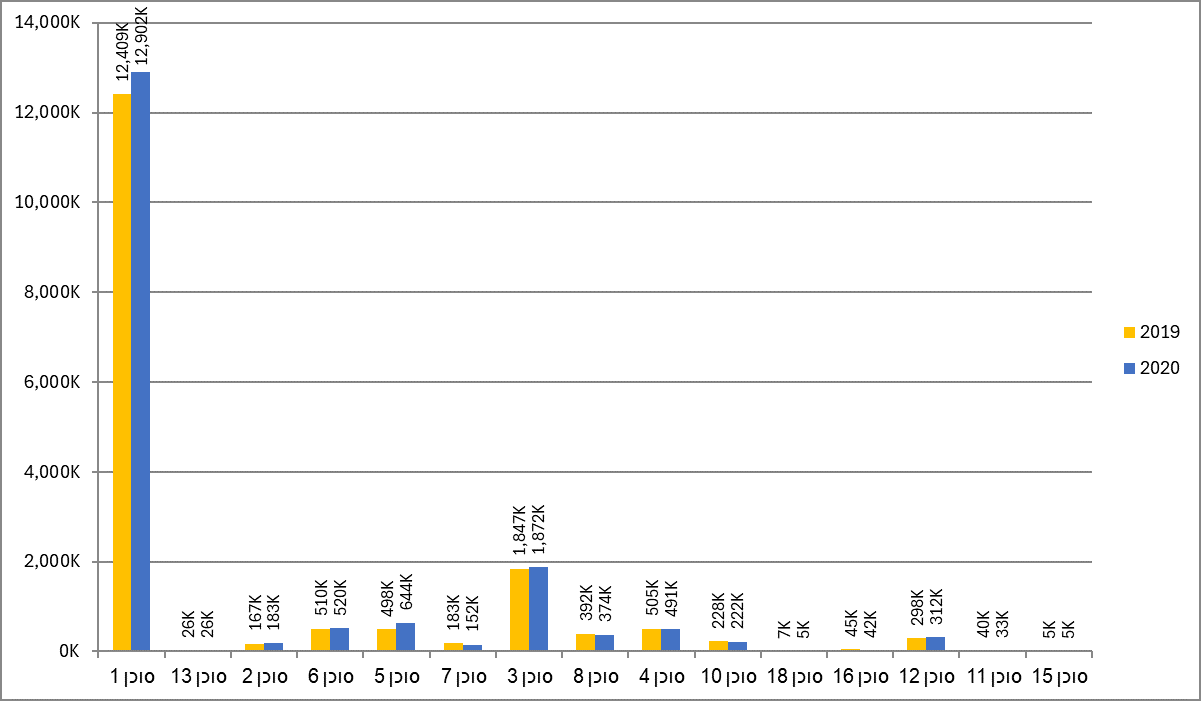 14,000K
12,000K
10,000K
8,000K
6,000K
4,000K
2,000K
0K
12,409K
12,902K
26K
26K
167K
183K
510K
520K
498K
644K
183K
152K
1,847K
1,872K
392K
374K
505K
491K
228K
222K
7K
5K
45K
42K
298K
312K
40K
33K
5K
5K
סוכן 1
סוכן 13
סוכן 2
סוכן 6
סוכן 5
סוכן 7
סוכן 3
סוכן 8
סוכן 4
סוכן 10
סוכן 18
סוכן 16
סוכן 12
סוכן 11
סוכן 15
2019
2020